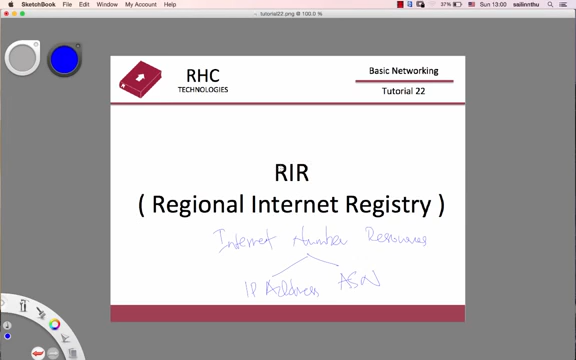 SketchBook File Edit Window My Account Help 37% Sun 13:00 sailinnthu
tutorial22.png @ 100.0 %
RHC
TECHNOLOGIES
Basic Networking
Tutorial 22
RIR
( Regional Internet Registry )
Internet Number Resources
IP Address ASN